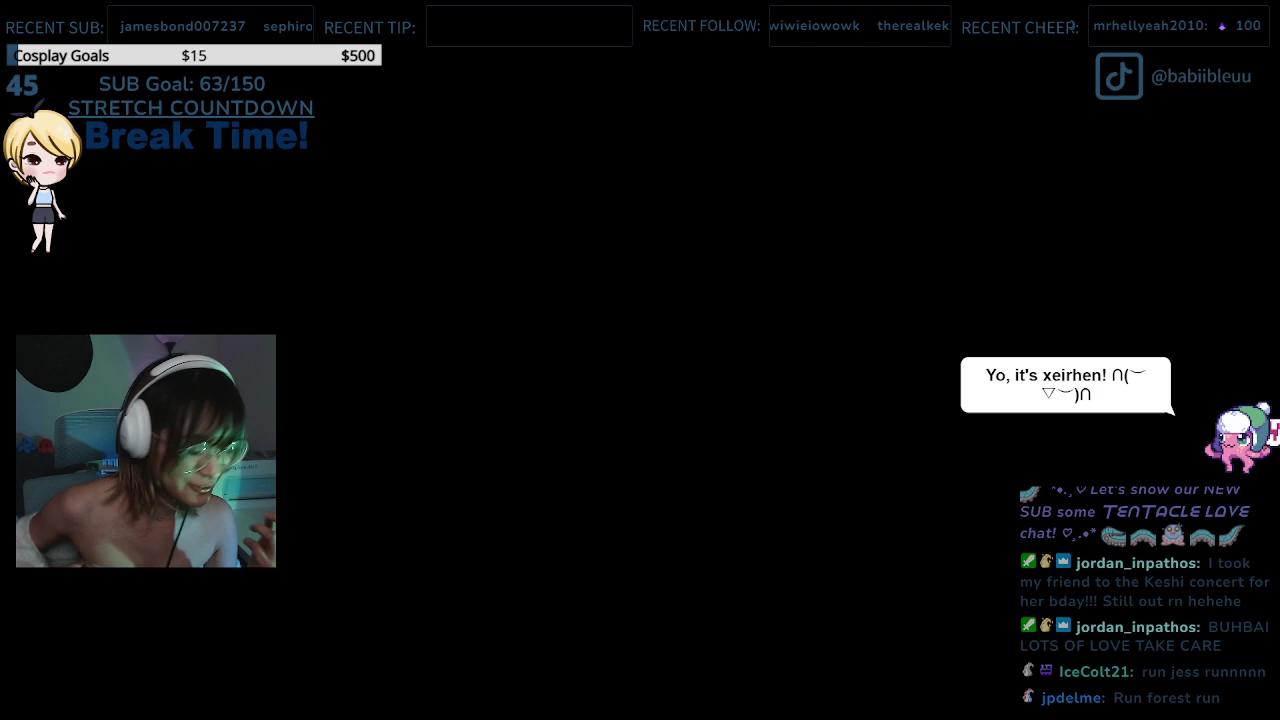 RECENT SUB: jamesbond007237 sephiro RECENT TIP: RECENT FOLLOW: wiwieiowowk therealkek RECENT CHEER: mrhellyeah2010: 100
Cosplay Goals $15 $500
45 SUB Goal: 63/150
@babiibleuu
STRETCH COUNTDOWN
Break Time!
Yo, it's xeirhen! ∩(︶
▽︶)∩
*•.¸♡ Let's show our NEW
SUB some TENTACLE LOVE
chat! ♡¸.•*
jordan_inpathos: I took
my friend to the Keshi concert for
her bday!!! Still out rn hehehe
jordan_inpathos: BUHBAI
LOTS OF LOVE TAKE CARE
IceColt21: run jess runnnnn
jpdelme: Run forest run